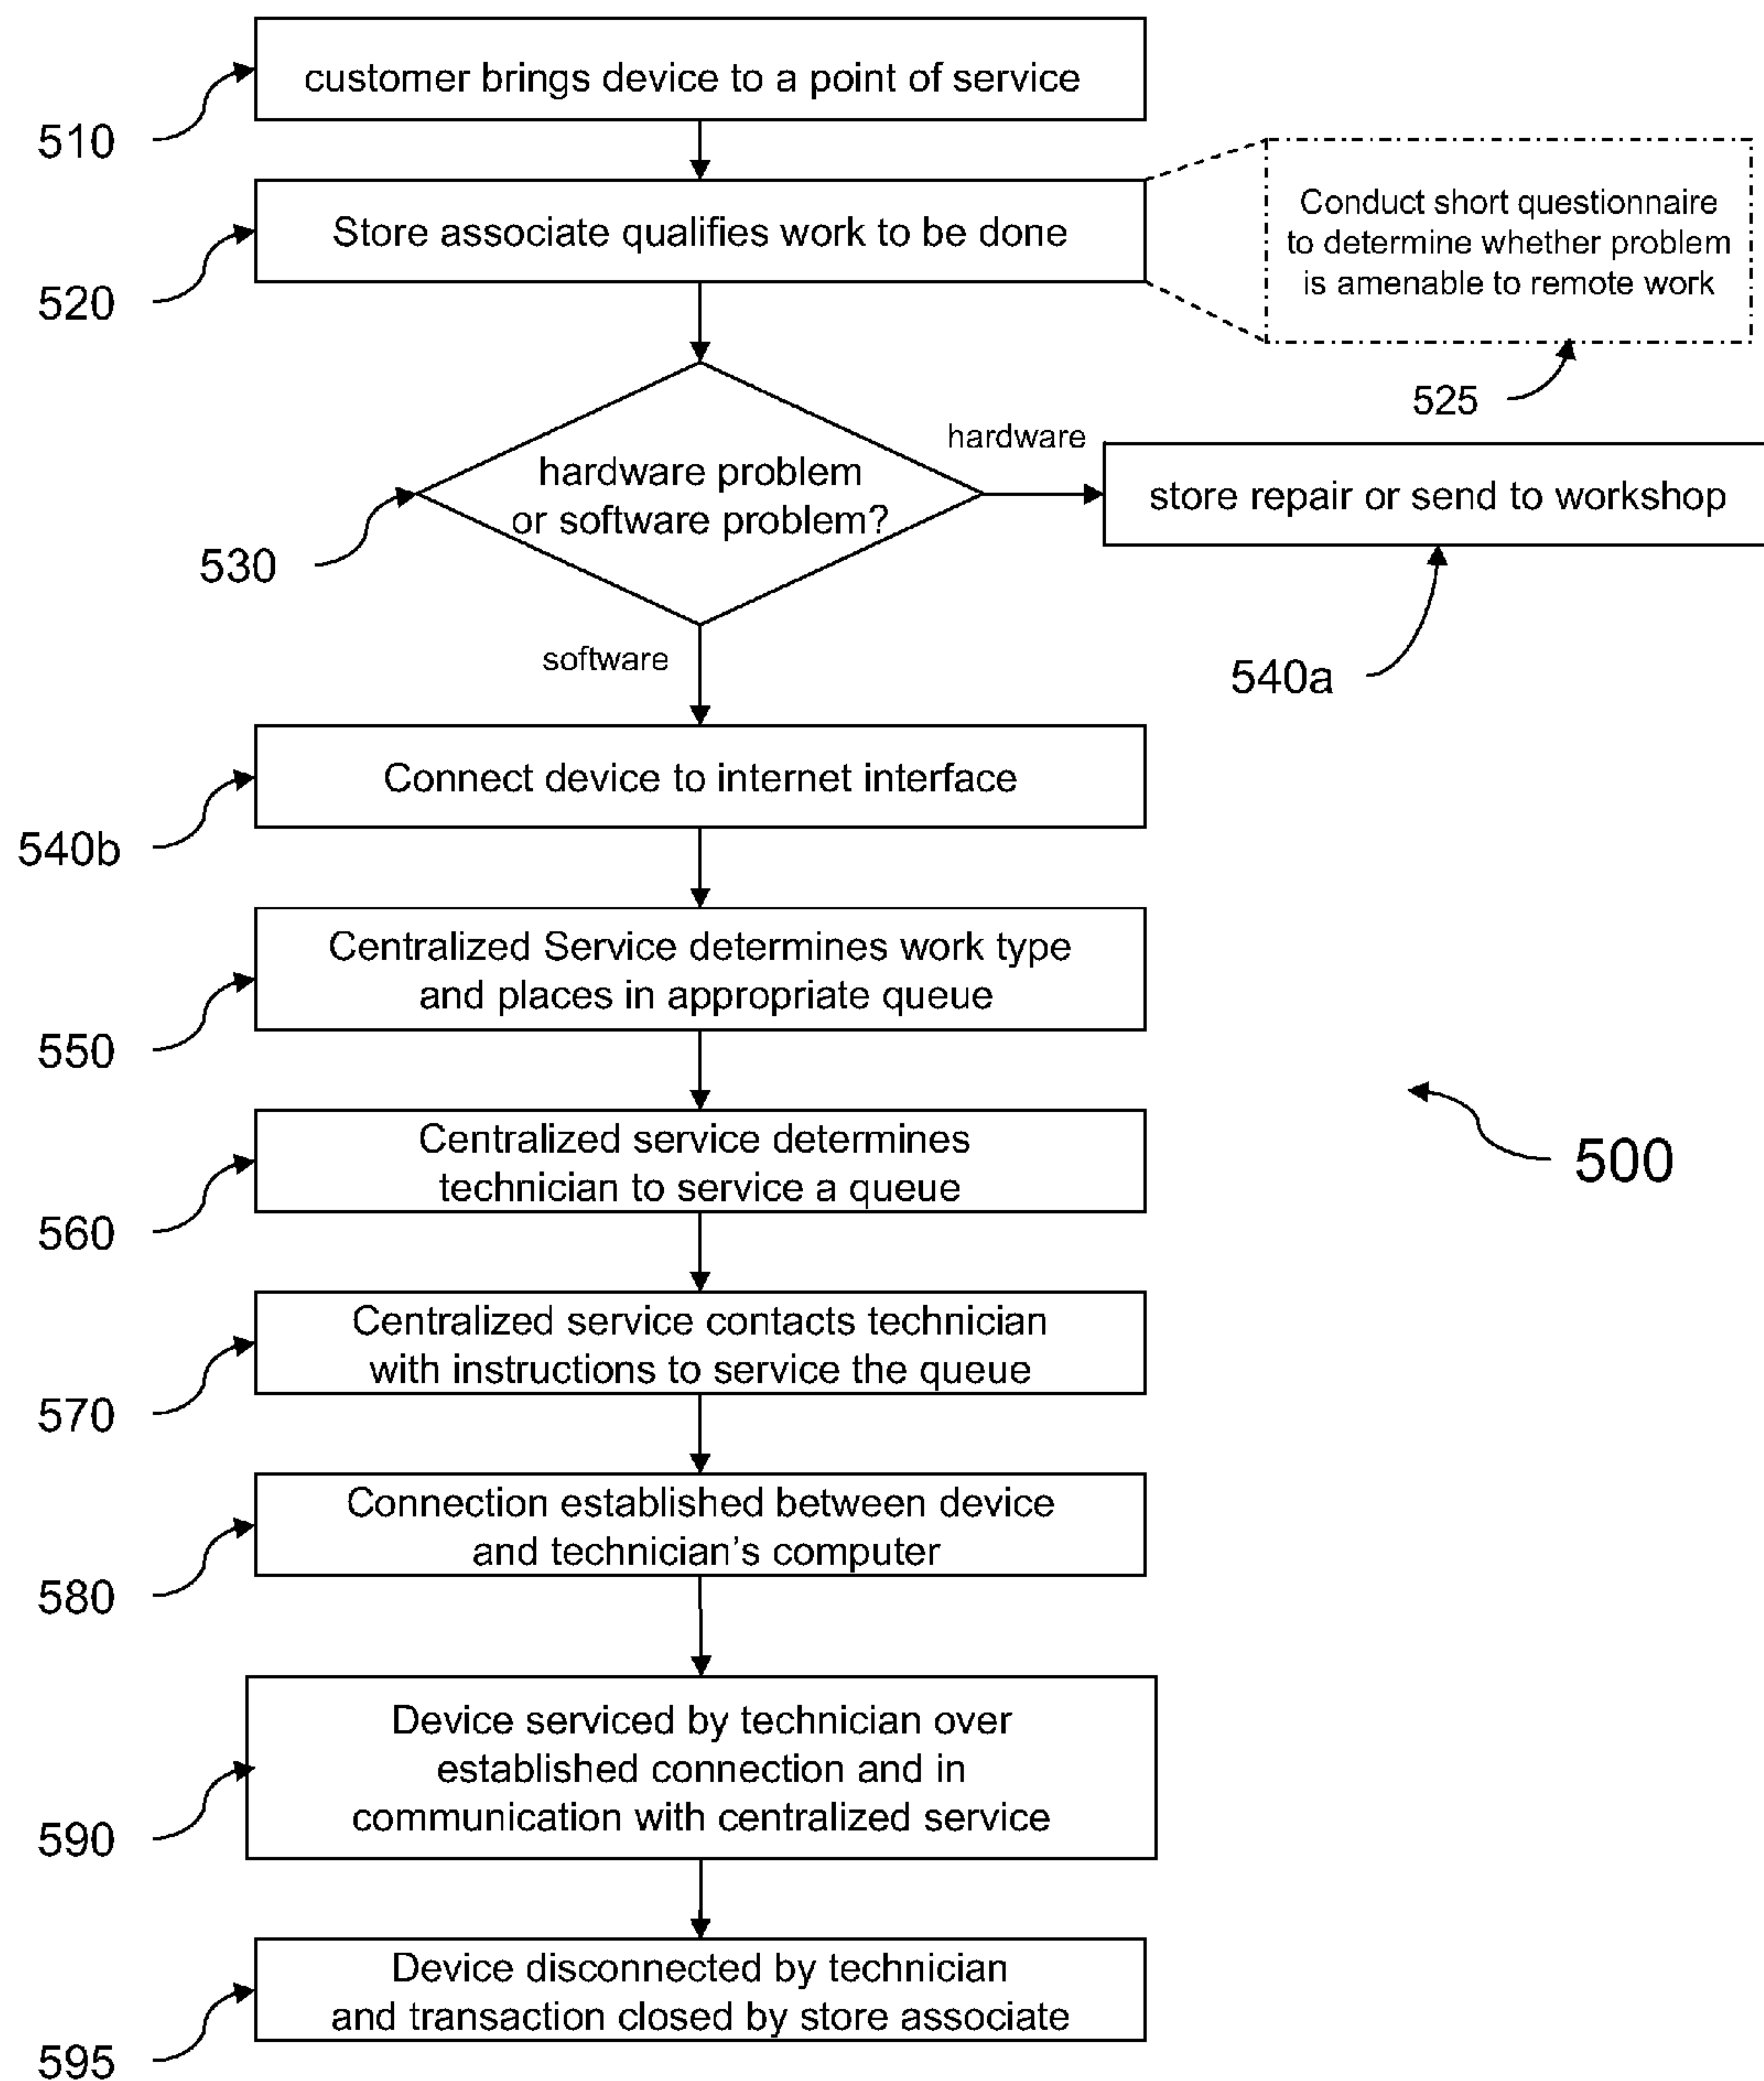 customer brings device to a point of service
510
Store associate qualifies work to be done
520
Conduct short questionnaire
to determine whether problem
is amenable to remote work
525
hardware problem
or software problem?
530
hardware
store repair or send to workshop
540a
software
Connect device to internet interface
540b
Centralized Service determines work type
and places in appropriate queue
550
Centralized service determines
technician to service a queue
560
500
Centralized service contacts technician
with instructions to service the queue
570
Connection established between device
and technician’s computer
580
Device serviced by technician over
established connection and in
communication with centralized service
590
Device disconnected by technician
and transaction closed by store associate
595